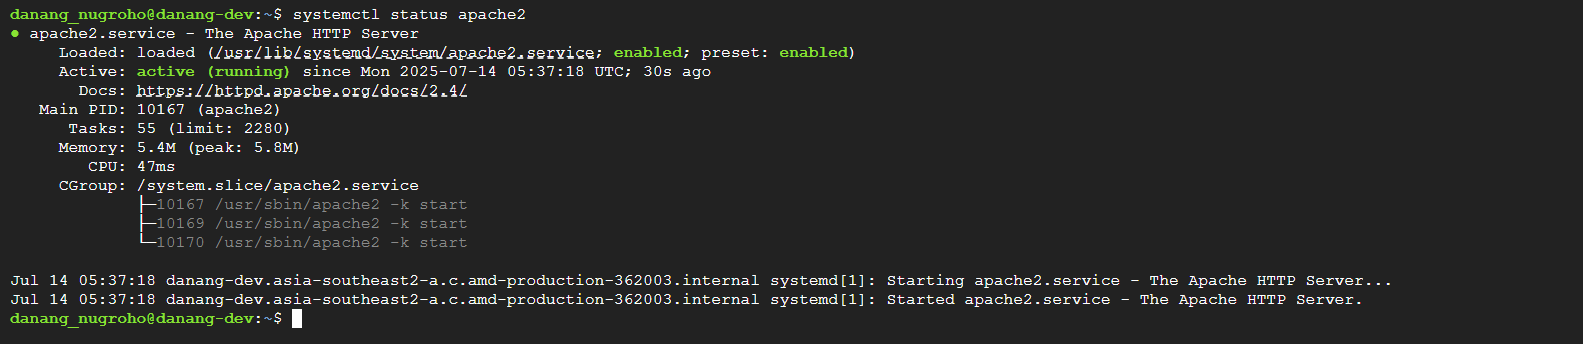 danang_nugroho@danang-dev:~$ systemctl status apache2
● apache2.service - The Apache HTTP Server
     Loaded: loaded (/usr/lib/systemd/system/apache2.service; enabled; preset: enabled)
     Active: active (running) since Mon 2025-07-14 05:37:18 UTC; 30s ago
       Docs: https://httpd.apache.org/docs/2.4/
   Main PID: 10167 (apache2)
      Tasks: 55 (limit: 2280)
     Memory: 5.4M (peak: 5.8M)
        CPU: 47ms
     CGroup: /system.slice/apache2.service
             ├─10167 /usr/sbin/apache2 -k start
             ├─10169 /usr/sbin/apache2 -k start
             └─10170 /usr/sbin/apache2 -k start

Jul 14 05:37:18 danang-dev.asia-southeast2-a.c.amd-production-362003.internal systemd[1]: Starting apache2.service - The Apache HTTP Server...
Jul 14 05:37:18 danang-dev.asia-southeast2-a.c.amd-production-362003.internal systemd[1]: Started apache2.service - The Apache HTTP Server.
danang_nugroho@danang-dev:~$